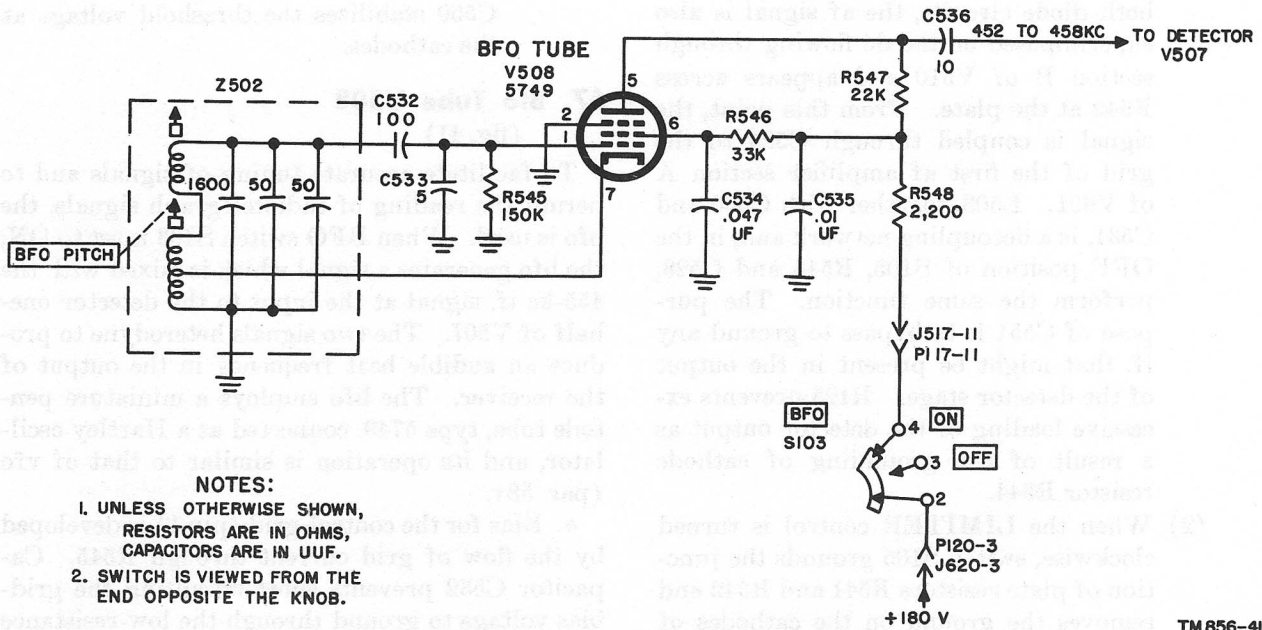 C536
452 TO 458KC
TO DETECTOR
V507
10
BFO TUBE
V508
5749
5
R547
22K
Z502
C532
100
2
1
6
R546
33K
1600
50
50
C533
5
R545
150K
7
C534
.047
UF
C535
.01
UF
R548
2,200
BFO PITCH
J517-11
P117-11
BFO
S103
ON
4
OFF
3
2
P120-3
J620-3
+180 V
NOTES:
1. UNLESS OTHERWISE SHOWN,
RESISTORS ARE IN OHMS,
CAPACITORS ARE IN UUF.
2. SWITCH IS VIEWED FROM THE
END OPPOSITE THE KNOB.
TM856-41